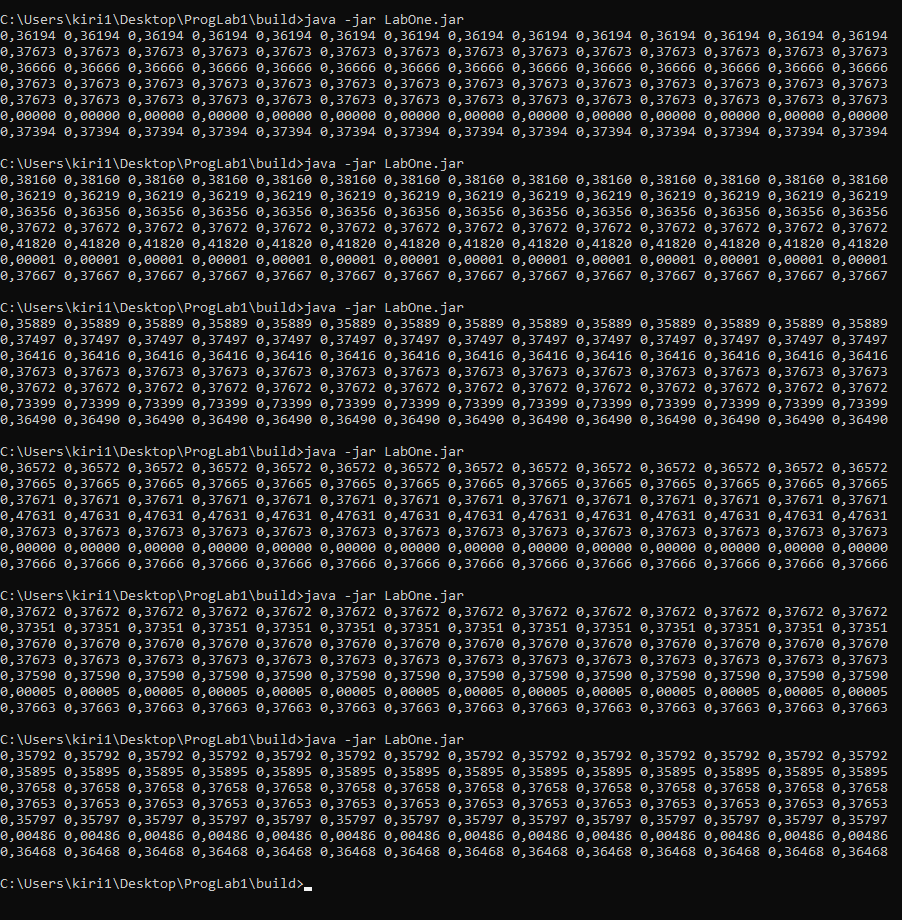 C:\Users\kiri1\Desktop\ProgLab1\build>java -jar LabOne.jar
0,36194 0,36194 0,36194 0,36194 0,36194 0,36194 0,36194 0,36194 0,36194 0,36194 0,36194 0,36194 0,36194 0,36194
0,37673 0,37673 0,37673 0,37673 0,37673 0,37673 0,37673 0,37673 0,37673 0,37673 0,37673 0,37673 0,37673 0,37673
0,36666 0,36666 0,36666 0,36666 0,36666 0,36666 0,36666 0,36666 0,36666 0,36666 0,36666 0,36666 0,36666 0,36666
0,37673 0,37673 0,37673 0,37673 0,37673 0,37673 0,37673 0,37673 0,37673 0,37673 0,37673 0,37673 0,37673 0,37673
0,37673 0,37673 0,37673 0,37673 0,37673 0,37673 0,37673 0,37673 0,37673 0,37673 0,37673 0,37673 0,37673 0,37673
0,00000 0,00000 0,00000 0,00000 0,00000 0,00000 0,00000 0,00000 0,00000 0,00000 0,00000 0,00000 0,00000 0,00000
0,37394 0,37394 0,37394 0,37394 0,37394 0,37394 0,37394 0,37394 0,37394 0,37394 0,37394 0,37394 0,37394 0,37394
C:\Users\kiri1\Desktop\ProgLab1\build>java -jar LabOne.jar
0,38160 0,38160 0,38160 0,38160 0,38160 0,38160 0,38160 0,38160 0,38160 0,38160 0,38160 0,38160 0,38160 0,38160
0,36219 0,36219 0,36219 0,36219 0,36219 0,36219 0,36219 0,36219 0,36219 0,36219 0,36219 0,36219 0,36219 0,36219
0,36356 0,36356 0,36356 0,36356 0,36356 0,36356 0,36356 0,36356 0,36356 0,36356 0,36356 0,36356 0,36356 0,36356
0,37672 0,37672 0,37672 0,37672 0,37672 0,37672 0,37672 0,37672 0,37672 0,37672 0,37672 0,37672 0,37672 0,37672
0,41820 0,41820 0,41820 0,41820 0,41820 0,41820 0,41820 0,41820 0,41820 0,41820 0,41820 0,41820 0,41820 0,41820
0,00001 0,00001 0,00001 0,00001 0,00001 0,00001 0,00001 0,00001 0,00001 0,00001 0,00001 0,00001 0,00001 0,00001
0,37667 0,37667 0,37667 0,37667 0,37667 0,37667 0,37667 0,37667 0,37667 0,37667 0,37667 0,37667 0,37667 0,37667
C:\Users\kiri1\Desktop\ProgLab1\build>java -jar LabOne.jar
0,35889 0,35889 0,35889 0,35889 0,35889 0,35889 0,35889 0,35889 0,35889 0,35889 0,35889 0,35889 0,35889 0,35889
0,37497 0,37497 0,37497 0,37497 0,37497 0,37497 0,37497 0,37497 0,37497 0,37497 0,37497 0,37497 0,37497 0,37497
0,36416 0,36416 0,36416 0,36416 0,36416 0,36416 0,36416 0,36416 0,36416 0,36416 0,36416 0,36416 0,36416 0,36416
0,37673 0,37673 0,37673 0,37673 0,37673 0,37673 0,37673 0,37673 0,37673 0,37673 0,37673 0,37673 0,37673 0,37673
0,37672 0,37672 0,37672 0,37672 0,37672 0,37672 0,37672 0,37672 0,37672 0,37672 0,37672 0,37672 0,37672 0,37672
0,73399 0,73399 0,73399 0,73399 0,73399 0,73399 0,73399 0,73399 0,73399 0,73399 0,73399 0,73399 0,73399 0,73399
0,36490 0,36490 0,36490 0,36490 0,36490 0,36490 0,36490 0,36490 0,36490 0,36490 0,36490 0,36490 0,36490 0,36490
C:\Users\kiri1\Desktop\ProgLab1\build>java -jar LabOne.jar
0,36572 0,36572 0,36572 0,36572 0,36572 0,36572 0,36572 0,36572 0,36572 0,36572 0,36572 0,36572 0,36572 0,36572
0,37665 0,37665 0,37665 0,37665 0,37665 0,37665 0,37665 0,37665 0,37665 0,37665 0,37665 0,37665 0,37665 0,37665
0,37671 0,37671 0,37671 0,37671 0,37671 0,37671 0,37671 0,37671 0,37671 0,37671 0,37671 0,37671 0,37671 0,37671
0,47631 0,47631 0,47631 0,47631 0,47631 0,47631 0,47631 0,47631 0,47631 0,47631 0,47631 0,47631 0,47631 0,47631
0,37673 0,37673 0,37673 0,37673 0,37673 0,37673 0,37673 0,37673 0,37673 0,37673 0,37673 0,37673 0,37673 0,37673
0,00000 0,00000 0,00000 0,00000 0,00000 0,00000 0,00000 0,00000 0,00000 0,00000 0,00000 0,00000 0,00000 0,00000
0,37666 0,37666 0,37666 0,37666 0,37666 0,37666 0,37666 0,37666 0,37666 0,37666 0,37666 0,37666 0,37666 0,37666
C:\Users\kiri1\Desktop\ProgLab1\build>java -jar LabOne.jar
0,37672 0,37672 0,37672 0,37672 0,37672 0,37672 0,37672 0,37672 0,37672 0,37672 0,37672 0,37672 0,37672 0,37672
0,37351 0,37351 0,37351 0,37351 0,37351 0,37351 0,37351 0,37351 0,37351 0,37351 0,37351 0,37351 0,37351 0,37351
0,37670 0,37670 0,37670 0,37670 0,37670 0,37670 0,37670 0,37670 0,37670 0,37670 0,37670 0,37670 0,37670 0,37670
0,37673 0,37673 0,37673 0,37673 0,37673 0,37673 0,37673 0,37673 0,37673 0,37673 0,37673 0,37673 0,37673 0,37673
0,37590 0,37590 0,37590 0,37590 0,37590 0,37590 0,37590 0,37590 0,37590 0,37590 0,37590 0,37590 0,37590 0,37590
0,00005 0,00005 0,00005 0,00005 0,00005 0,00005 0,00005 0,00005 0,00005 0,00005 0,00005 0,00005 0,00005 0,00005
0,37663 0,37663 0,37663 0,37663 0,37663 0,37663 0,37663 0,37663 0,37663 0,37663 0,37663 0,37663 0,37663 0,37663
C:\Users\kiri1\Desktop\ProgLab1\build>java -jar LabOne.jar
0,35792 0,35792 0,35792 0,35792 0,35792 0,35792 0,35792 0,35792 0,35792 0,35792 0,35792 0,35792 0,35792 0,35792
0,35895 0,35895 0,35895 0,35895 0,35895 0,35895 0,35895 0,35895 0,35895 0,35895 0,35895 0,35895 0,35895 0,35895
0,37658 0,37658 0,37658 0,37658 0,37658 0,37658 0,37658 0,37658 0,37658 0,37658 0,37658 0,37658 0,37658 0,37658
0,37653 0,37653 0,37653 0,37653 0,37653 0,37653 0,37653 0,37653 0,37653 0,37653 0,37653 0,37653 0,37653 0,37653
0,35797 0,35797 0,35797 0,35797 0,35797 0,35797 0,35797 0,35797 0,35797 0,35797 0,35797 0,35797 0,35797 0,35797
0,00486 0,00486 0,00486 0,00486 0,00486 0,00486 0,00486 0,00486 0,00486 0,00486 0,00486 0,00486 0,00486 0,00486
0,36468 0,36468 0,36468 0,36468 0,36468 0,36468 0,36468 0,36468 0,36468 0,36468 0,36468 0,36468 0,36468 0,36468
C:\Users\kiri1\Desktop\ProgLab1\build>